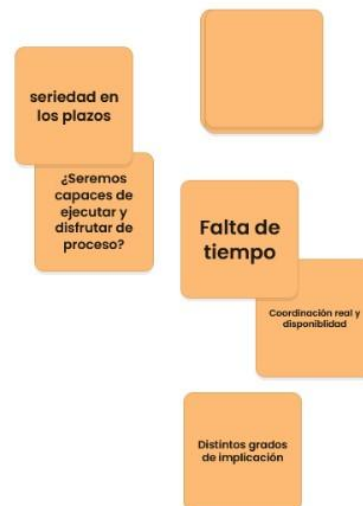 seriedad en
los plazos
¿Seremos
capaces de
ejecutar y
disfrutar de
proceso?
Falta de
tiempo
Coordinación real y
disponiblidad
Distintos grados
de implicación